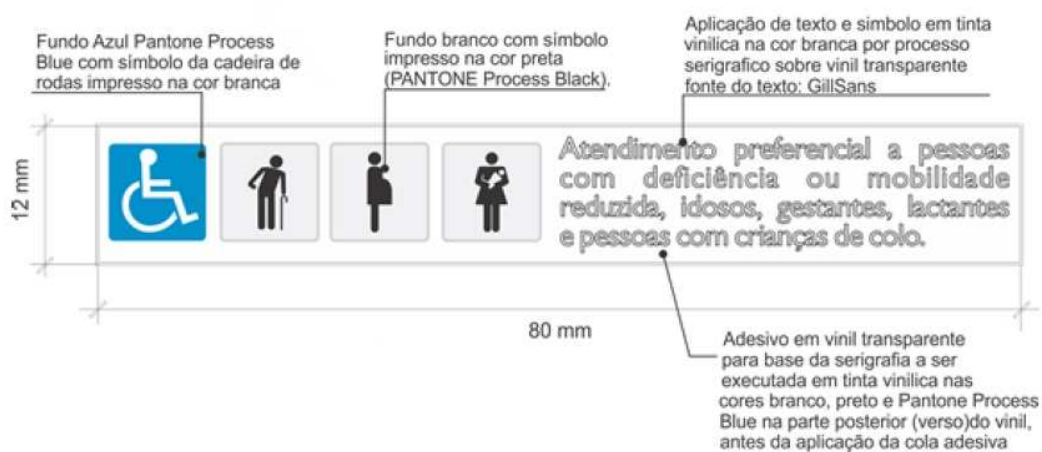 Fundo Azul Pantone Process
Blue com símbolo da cadeira de
rodas impresso na cor branca
Fundo branco com símbolo
impresso na cor preta
(PANTONE Process Black).
Aplicação de texto e simbolo em tinta
vinilica na cor branca por processo
serigrafico sobre vinil transparente
fonte do texto: GillSans
12 mm
Atendimento preferencial a pessoas
com deficiência ou mobilidade
reduzida, idosos, gestantes, lactantes
e pessoas com crianças de colo.
80 mm
Adesivo em vinil transparente
para base da serigrafia a ser
executada em tinta vinilica nas
cores branco, preto e Pantone Process
Blue na parte posterior (verso)do vinil,
antes da aplicação da cola adesiva